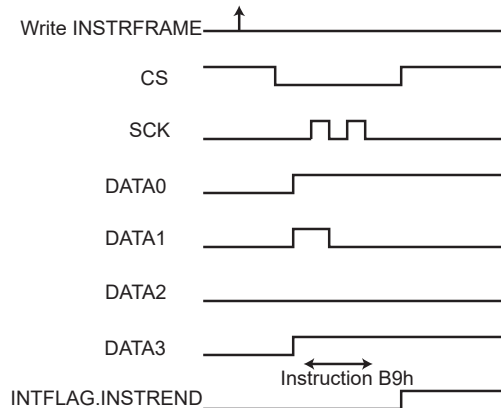 Write INSTRFRAME
CS
SCK
DATA0
DATA1
DATA2
DATA3
Instruction B9h
INTFLAG.INSTREND